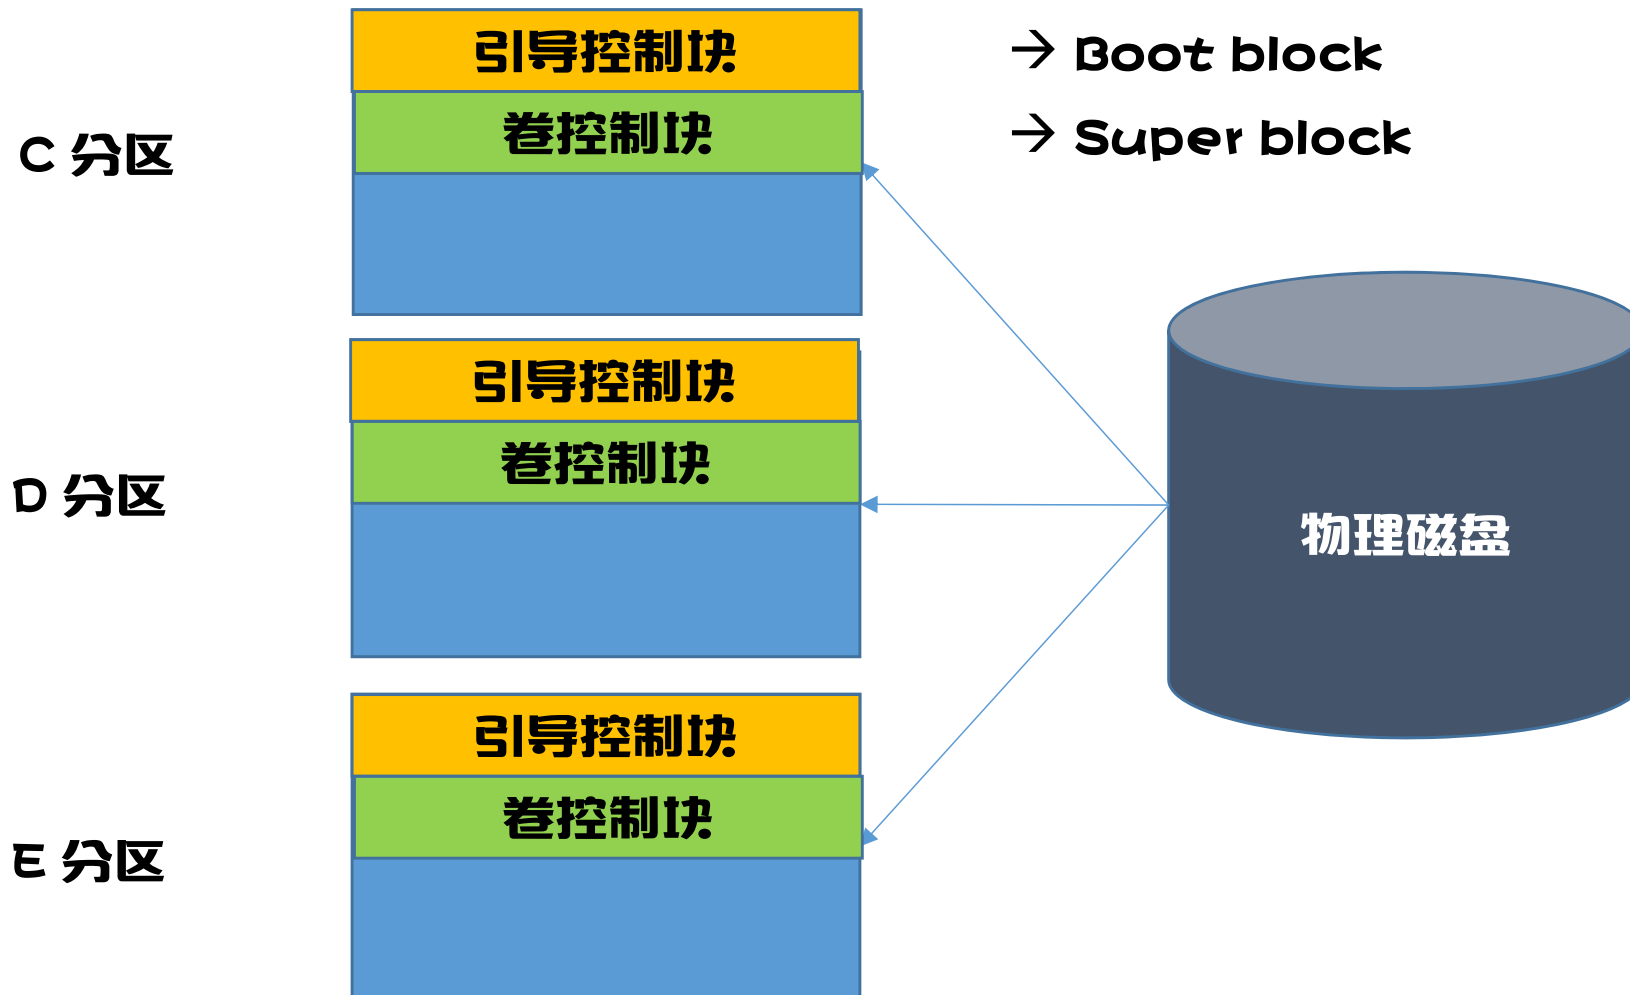 引导控制块
→ Boot block
卷控制块
→ Super block
C 分区
引导控制块
卷控制块
D 分区
物理磁盘
引导控制块
卷控制块
E 分区